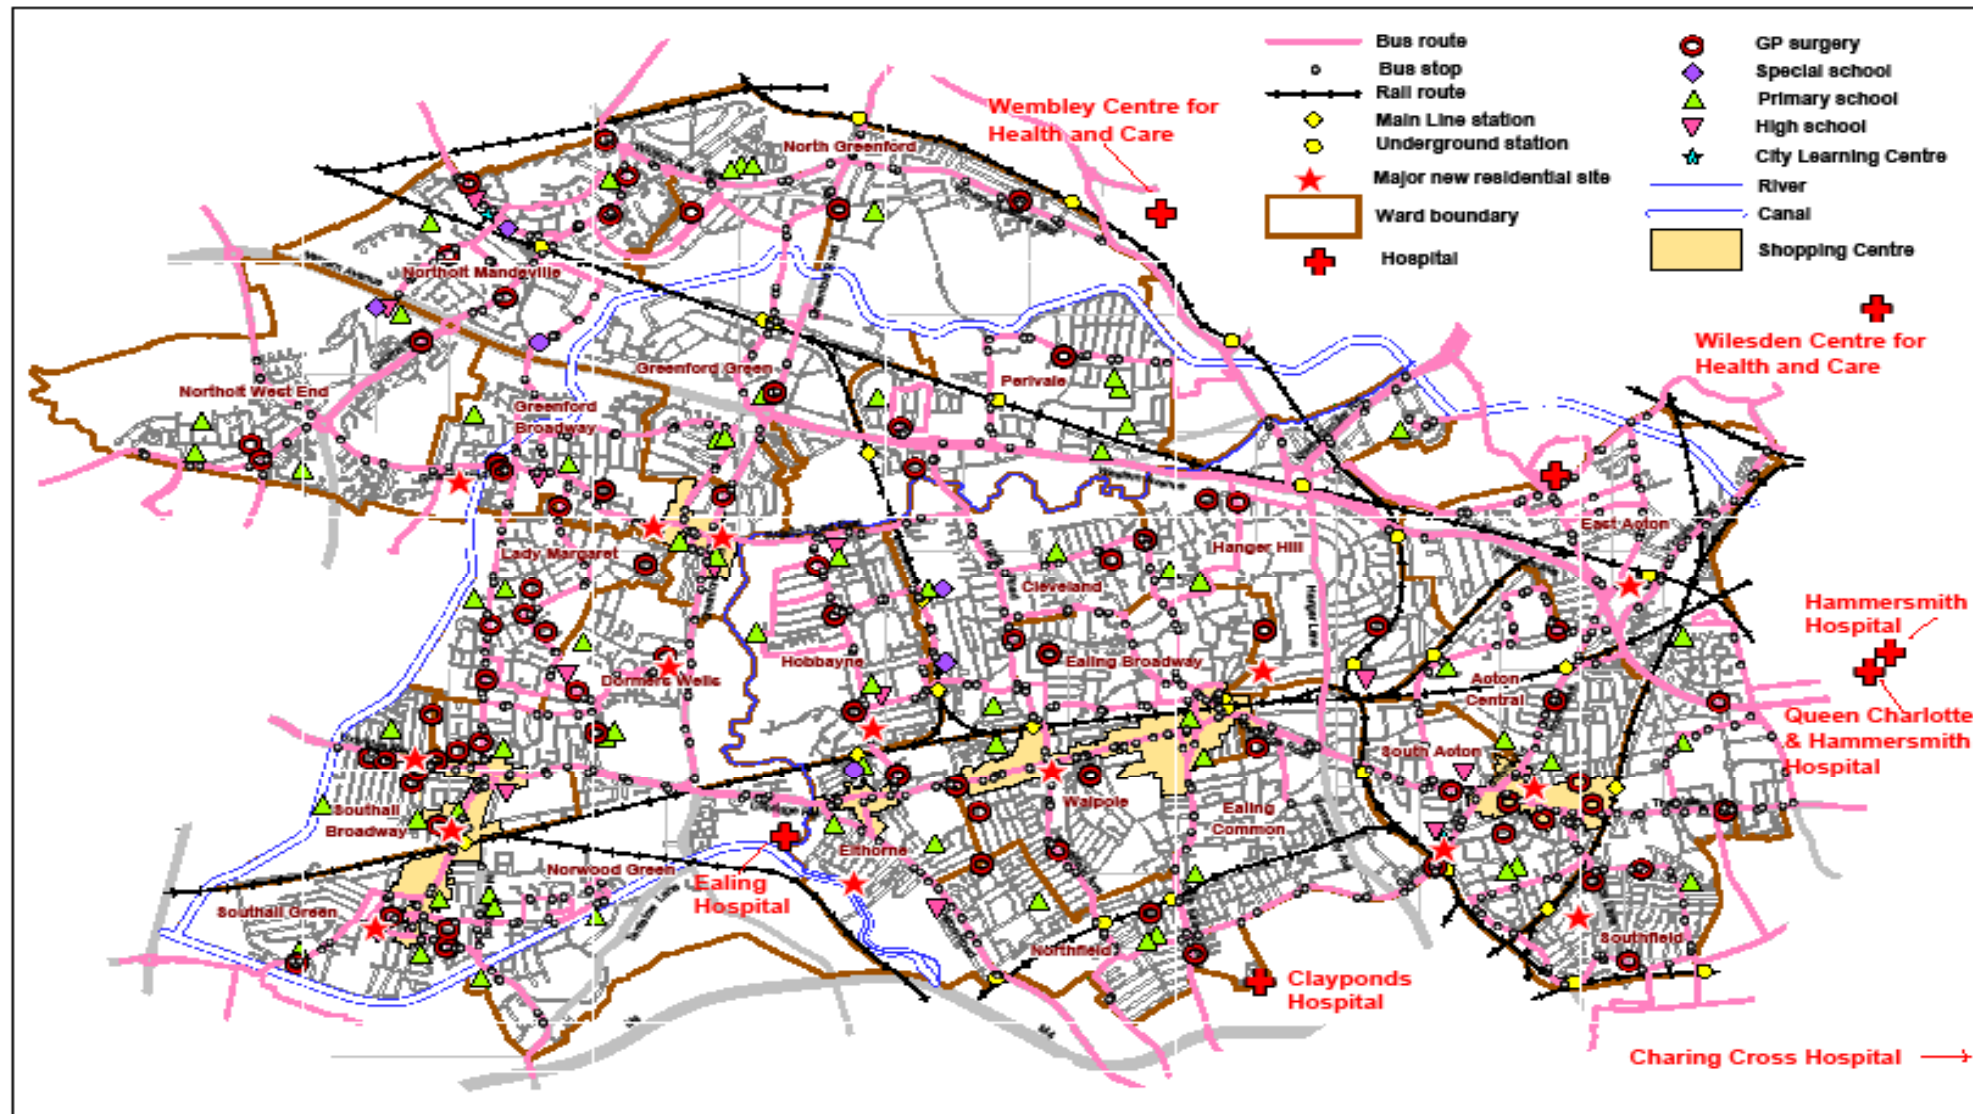 Bus route
Bus stop
Rail route
Main Line station
Underground station
Major new residential site
Ward boundary
Hospital
GP surgery
Special school
Primary school
High school
City Learning Centre
River
Canal
Shopping Centre
Wembley Centre for
Health and Care
North Greenford
Northolt Mandeville
Wilesden Centre for
Health and Care
Greenford Green
Perivale
Northolt West End
Greenford
Broadway
East Acton
Lady Margaret
Hanger Hill
Cleveland
Hanger Lane
Hammersmith
Hospital
Hobbayne
Ealing Broadway
Dormers Wells
Acton
Central
Queen Charlotte
& Hammersmith
Hospital
South Acton
Southall
Broadway
Walpole
Ealing
Common
Elthorne
Norwood Green
Ealing
Hospital
Southall Green
Northfield
Southfield
Clayponds
Hospital
M4
Charing Cross Hospital